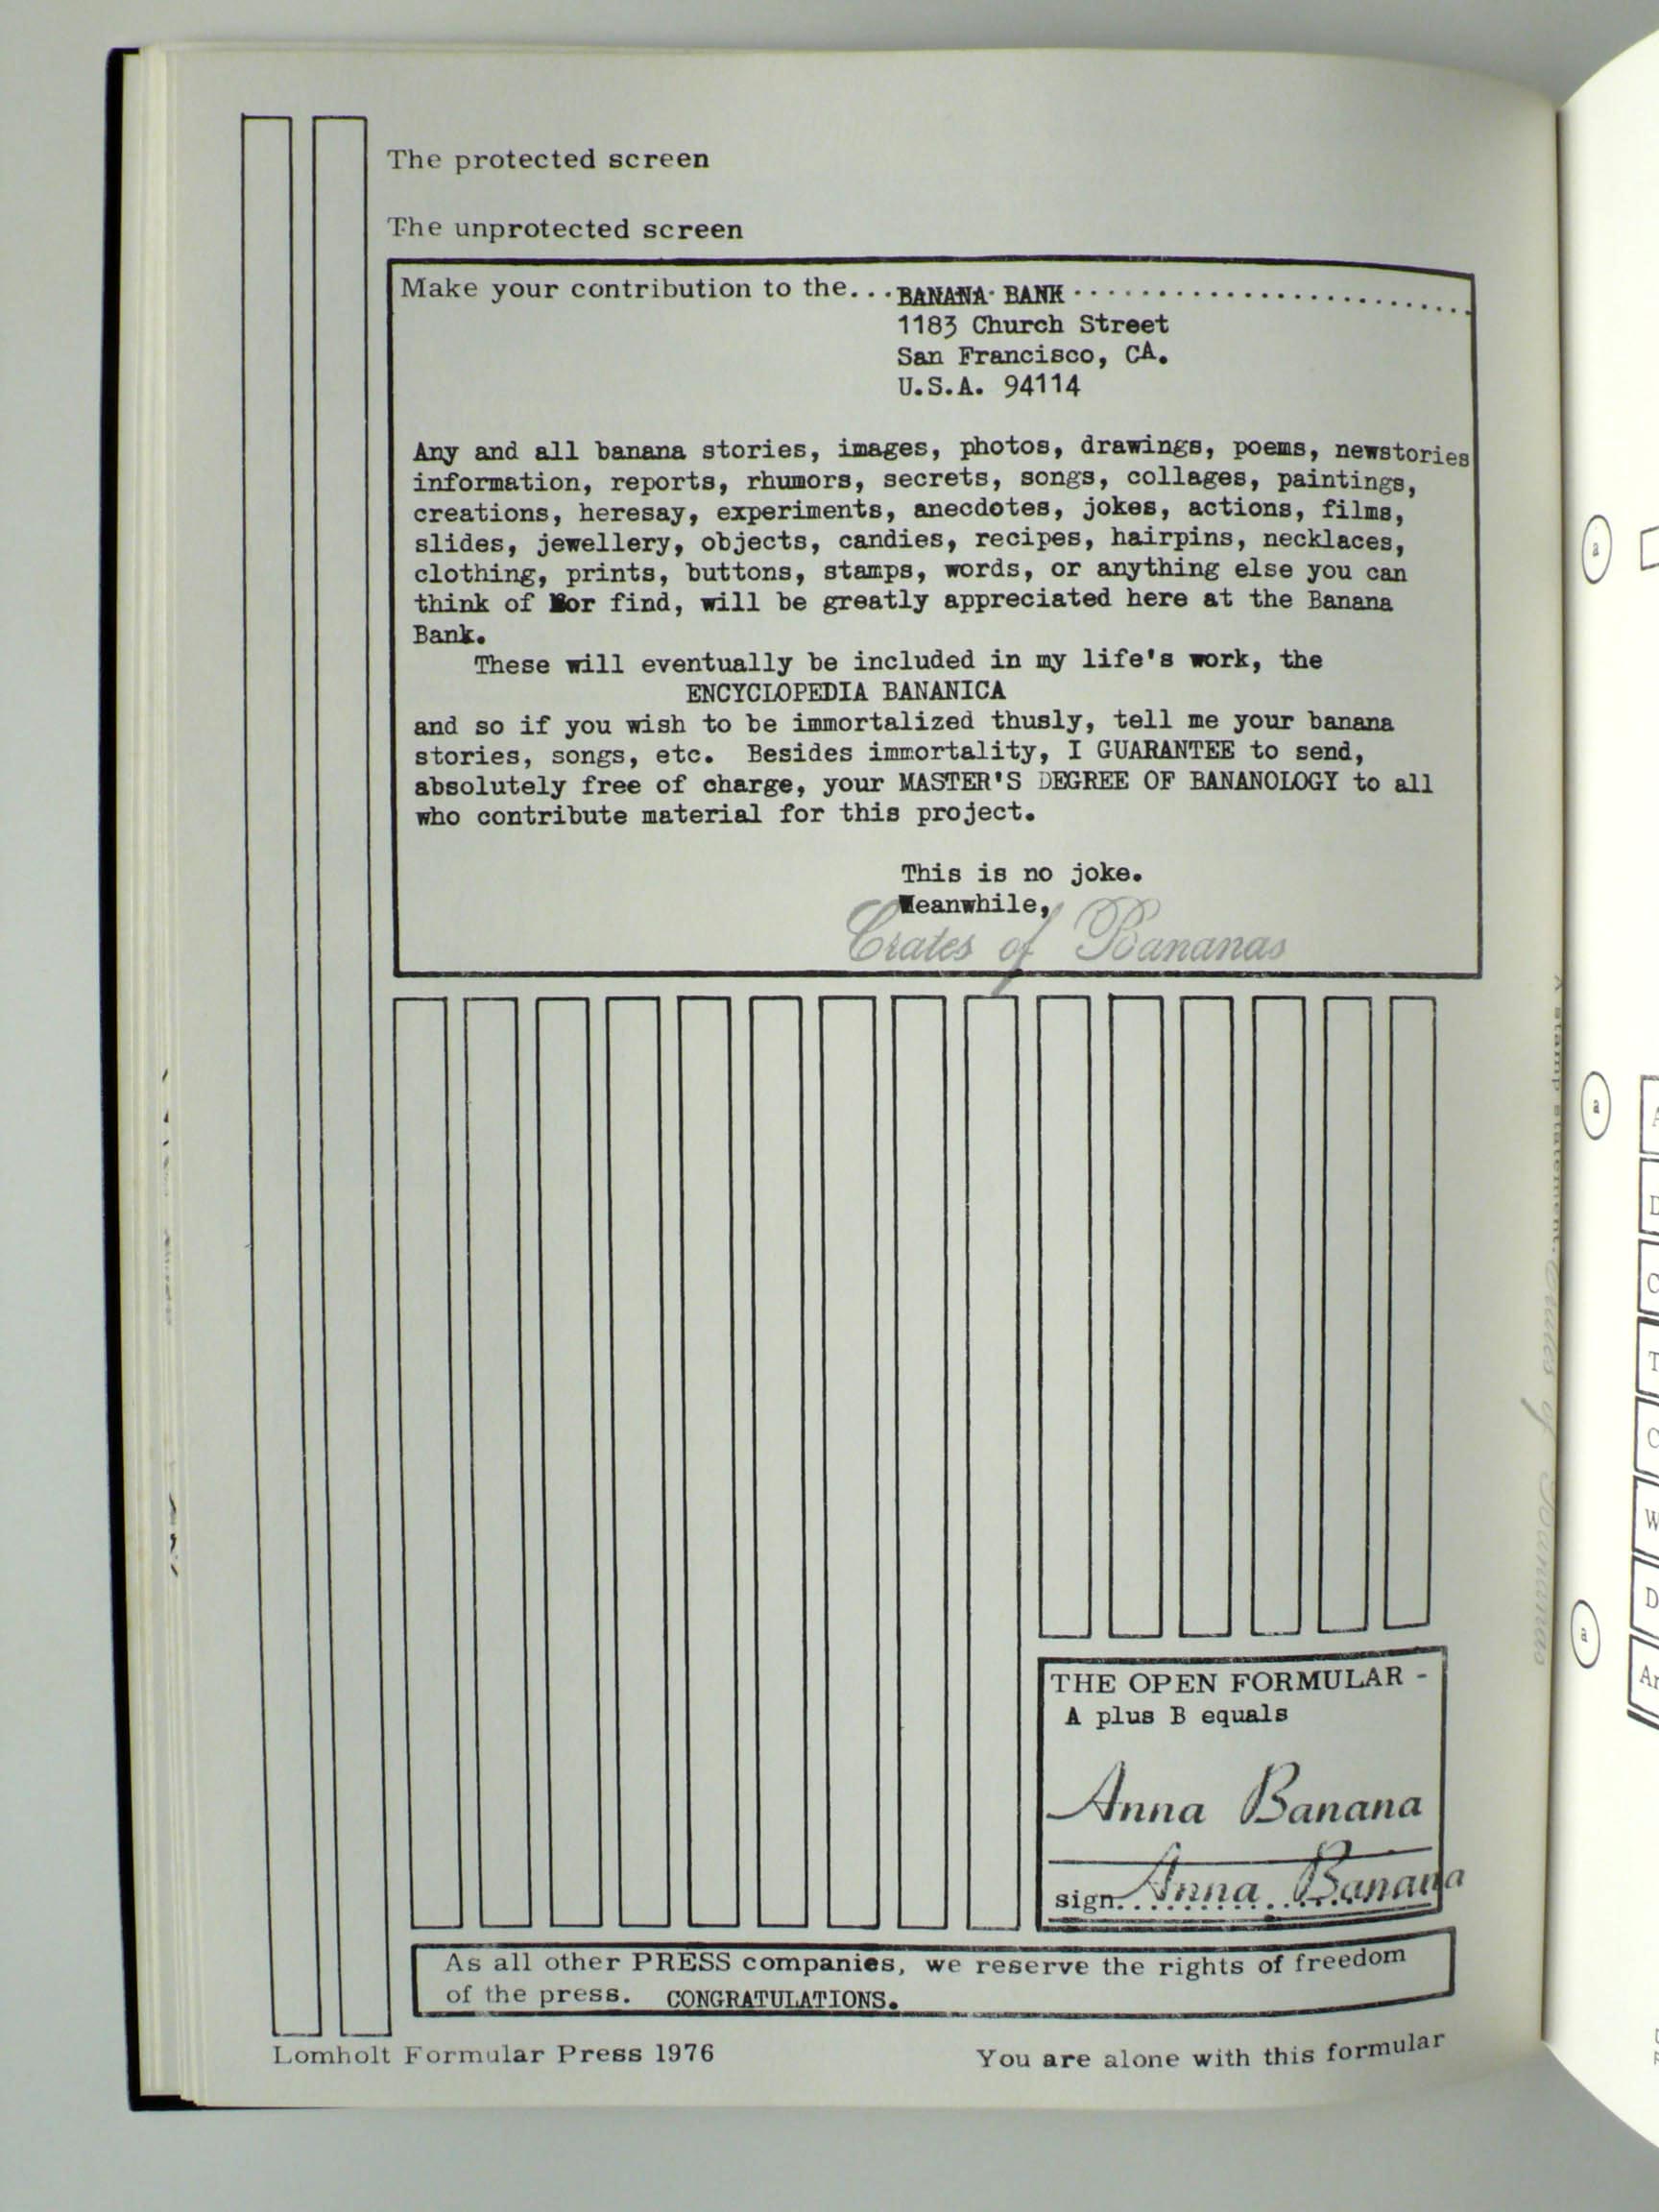 The protected screen
The unprotected screen
Make your contribution to the...BANANA BANK..........................
1183 Church Street
San Francisco, CA.
U.S.A. 94114
Any and all banana stories, images, photos, drawings, poems, newstories
information, reports, rhumors, secrets, songs, collages, paintings,
creations, heresay, experiments, anecdotes, jokes, actions, films,
slides, jewellery, objects, candies, recipes, hairpins, necklaces,
clothing, prints, buttons, stamps, words, or anything else you can
think of or find, will be greatly appreciated here at the Banana
Bank.
These will eventually be included in my life's work, the
ENCYCLOPEDIA BANANICA
and so if you wish to be immortalized thusly, tell me your banana
stories, songs, etc. Besides immortality, I GUARANTEE to send,
absolutely free of charge, your MASTER'S DEGREE OF BANANOLOGY to all
who contribute material for this project.
This is no joke.
Meanwhile,
Crates of Bananas
THE OPEN FORMULAR -
A plus B equals
Anna Banana
sign. Anna Banana
As all other PRESS companies, we reserve the rights of freedom
of the press. CONGRATULATIONS.
Lomholt Formular Press 1976
You are alone with this formular
A stamp statement. Crates of Bananas
a
a
a
D
T
W
D